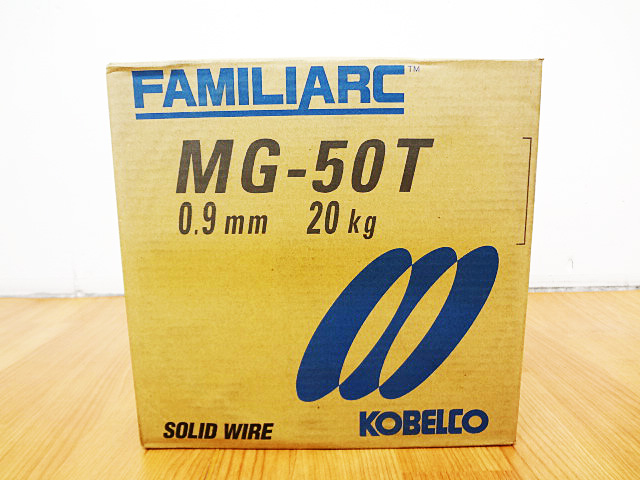 FAMILIARC™
MG-50T
0.9 mm 20 kg
SOLID WIRE
KOBELCO